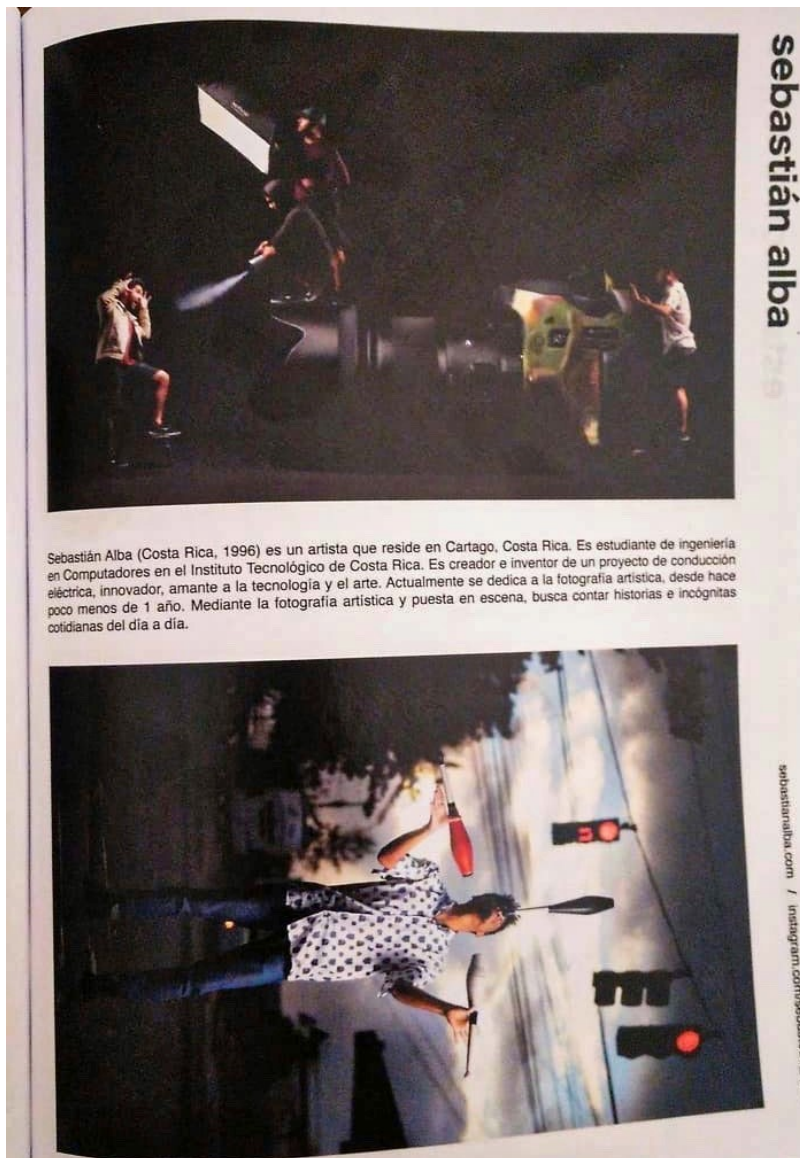 sebastián alba
Sebastián Alba (Costa Rica, 1996) es un artista que reside en Cartago, Costa Rica. Es estudiante de ingeniería
en Computadores en el Instituto Tecnológico de Costa Rica. Es creador e inventor de un proyecto de conducción
eléctrica, innovador, amante a la tecnología y el arte. Actualmente se dedica a la fotografía artística, desde hace
poco menos de 1 año. Mediante la fotografía artística y puesta en escena, busca contar historias e incógnitas
cotidianas del día a día.
sebastianalba.com /